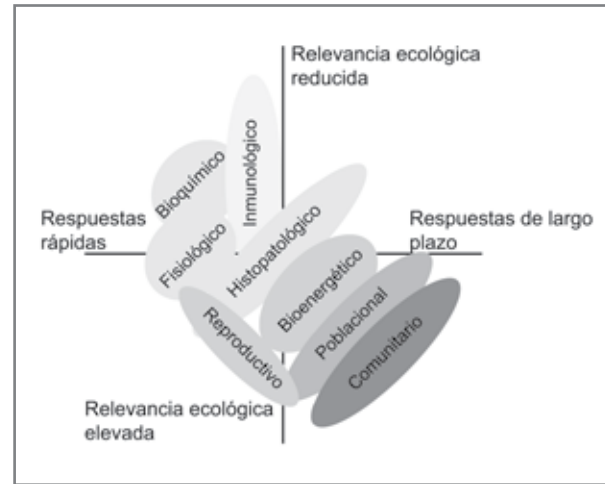 Relevancia ecológica
reducida
Inmunológico
Bioquímico
Respuestas
rápidas
Respuestas de largo
plazo
Histopatológico
Fisiológico
Bioenergético
Poblacional
Reproductivo
Comunitario
Relevancia ecológica
elevada